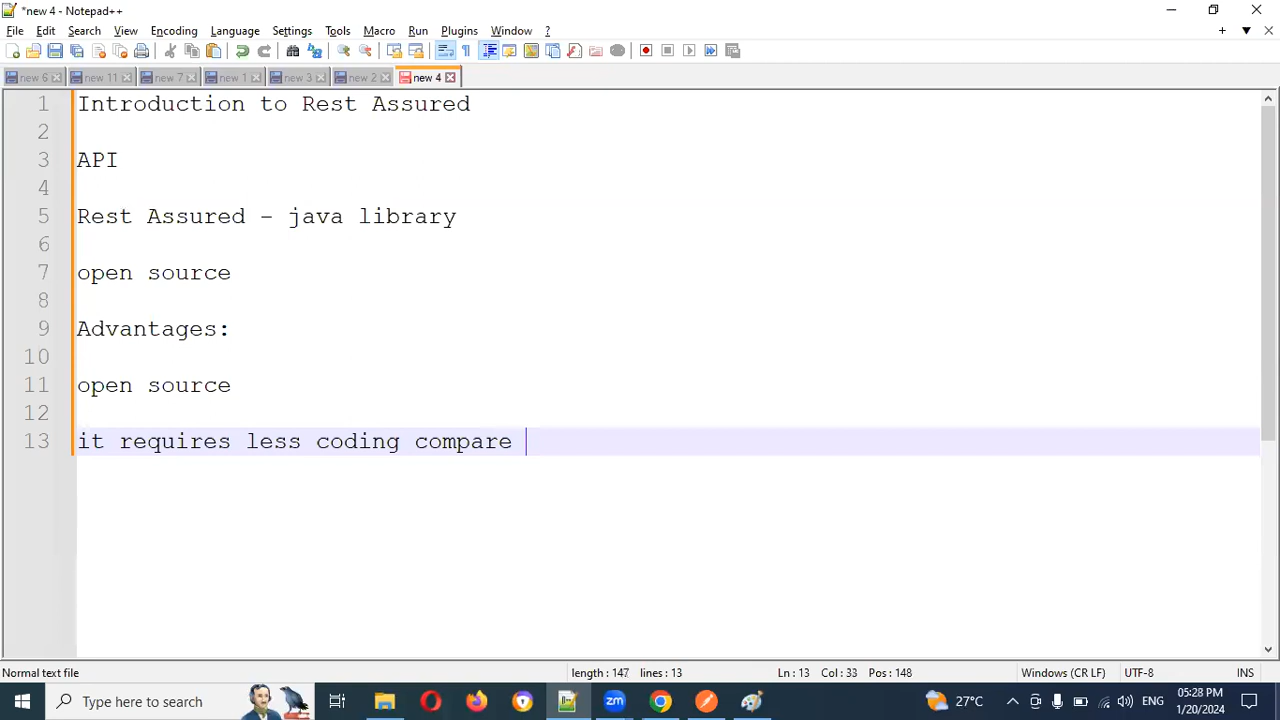 *new 4 - Notepad++
File Edit Search View Encoding Language Settings Tools Macro Run Plugins Window ?
new 6 new 11 new 7 new 1 new 3 new 2 new 4
1 Introduction to Rest Assured
2
3 API
4
5 Rest Assured - java library
6
7 open source
8
9 Advantages:
10
11 open source
12
13 it requires less coding compare
Normal text file length : 147 lines : 13 Ln : 13 Col : 33 Pos : 148 Windows (CR LF) UTF-8 INS
Type here to search 27°C ENG 05:28 PM
1/20/2024